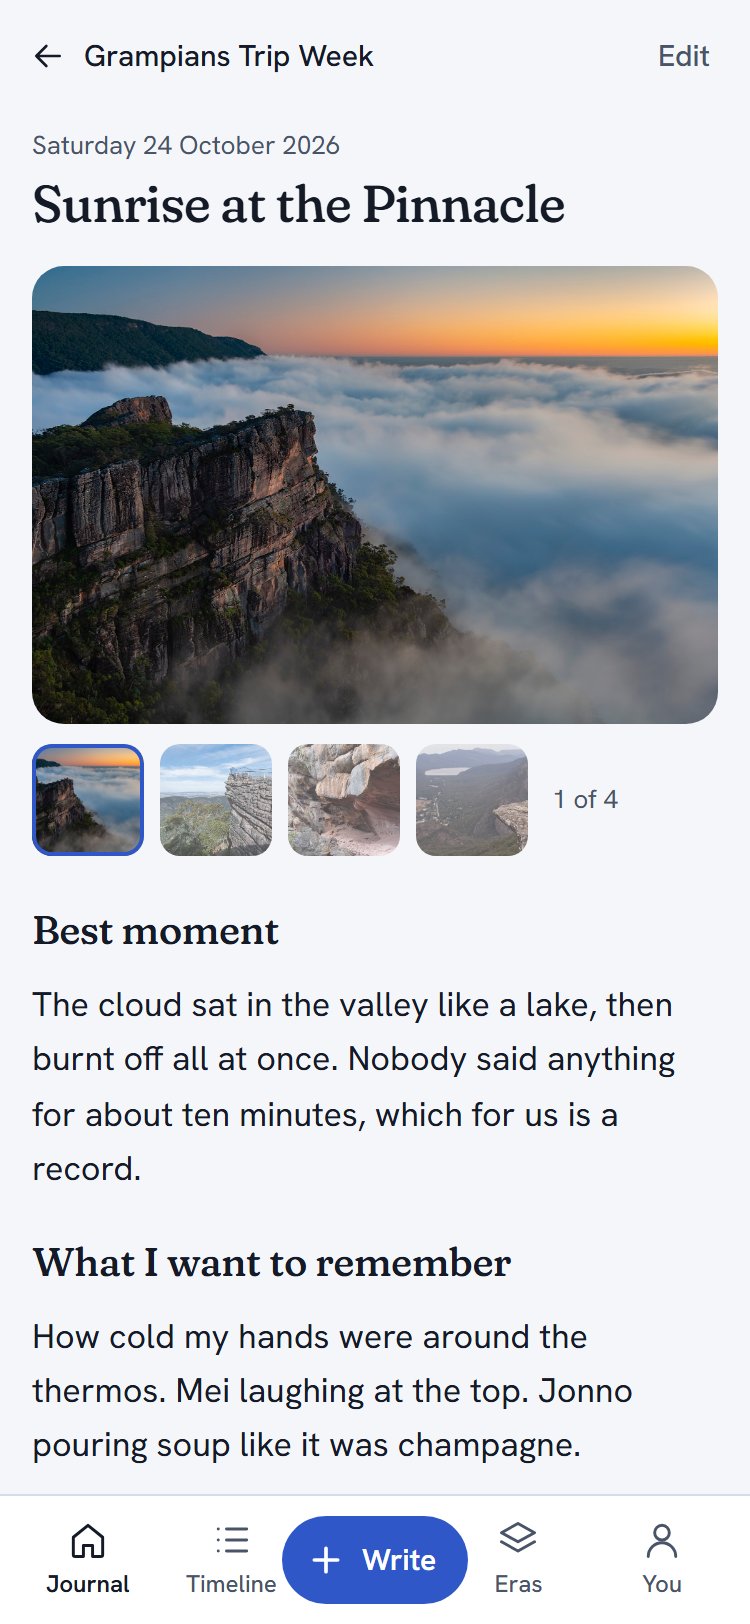 Grampians Trip Week
Edit
Saturday 24 October 2026
Sunrise at the Pinnacle
1 of 4
Best moment
The cloud sat in the valley like a lake, then
burnt off all at once. Nobody said anything
for about ten minutes, which for us is a
record.
What I want to remember
How cold my hands were around the
thermos. Mei laughing at the top. Jonno
pouring soup like it was champagne.
Journal
Timeline
Write
Eras
You